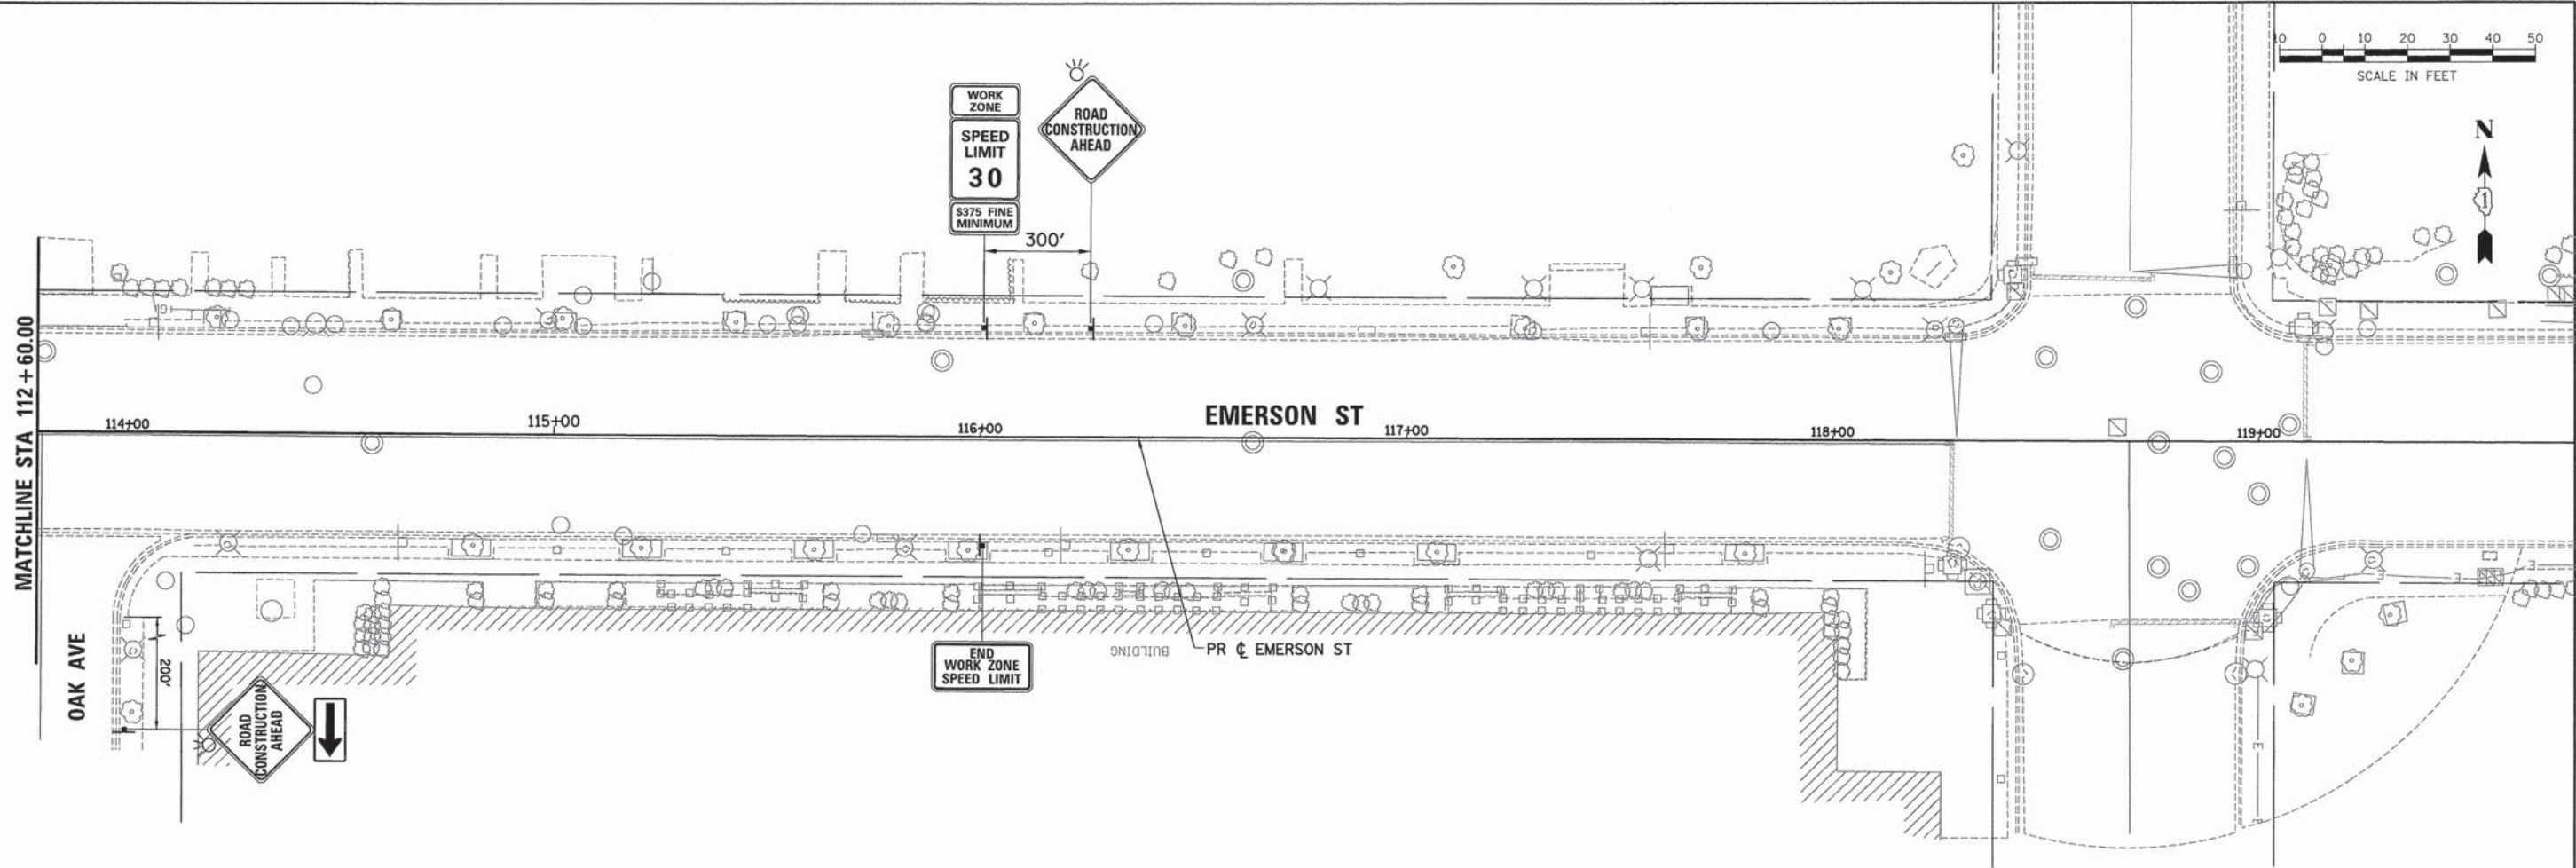 10 0 10 20 30 40 50
SCALE IN FEET
N
1
WORK
ZONE
SPEED
LIMIT
30
$375 FINE
MINIMUM
ROAD
CONSTRUCTION
AHEAD
300'
MATCHLINE STA 112+60.00
EMERSON ST
114+00
115+00
116+00
117+00
118+00
119+00
OAK AVE
200'
ROAD
CONSTRUCTION
AHEAD
END
WORK ZONE
SPEED LIMIT
BUILDING
PR ℄ EMERSON ST